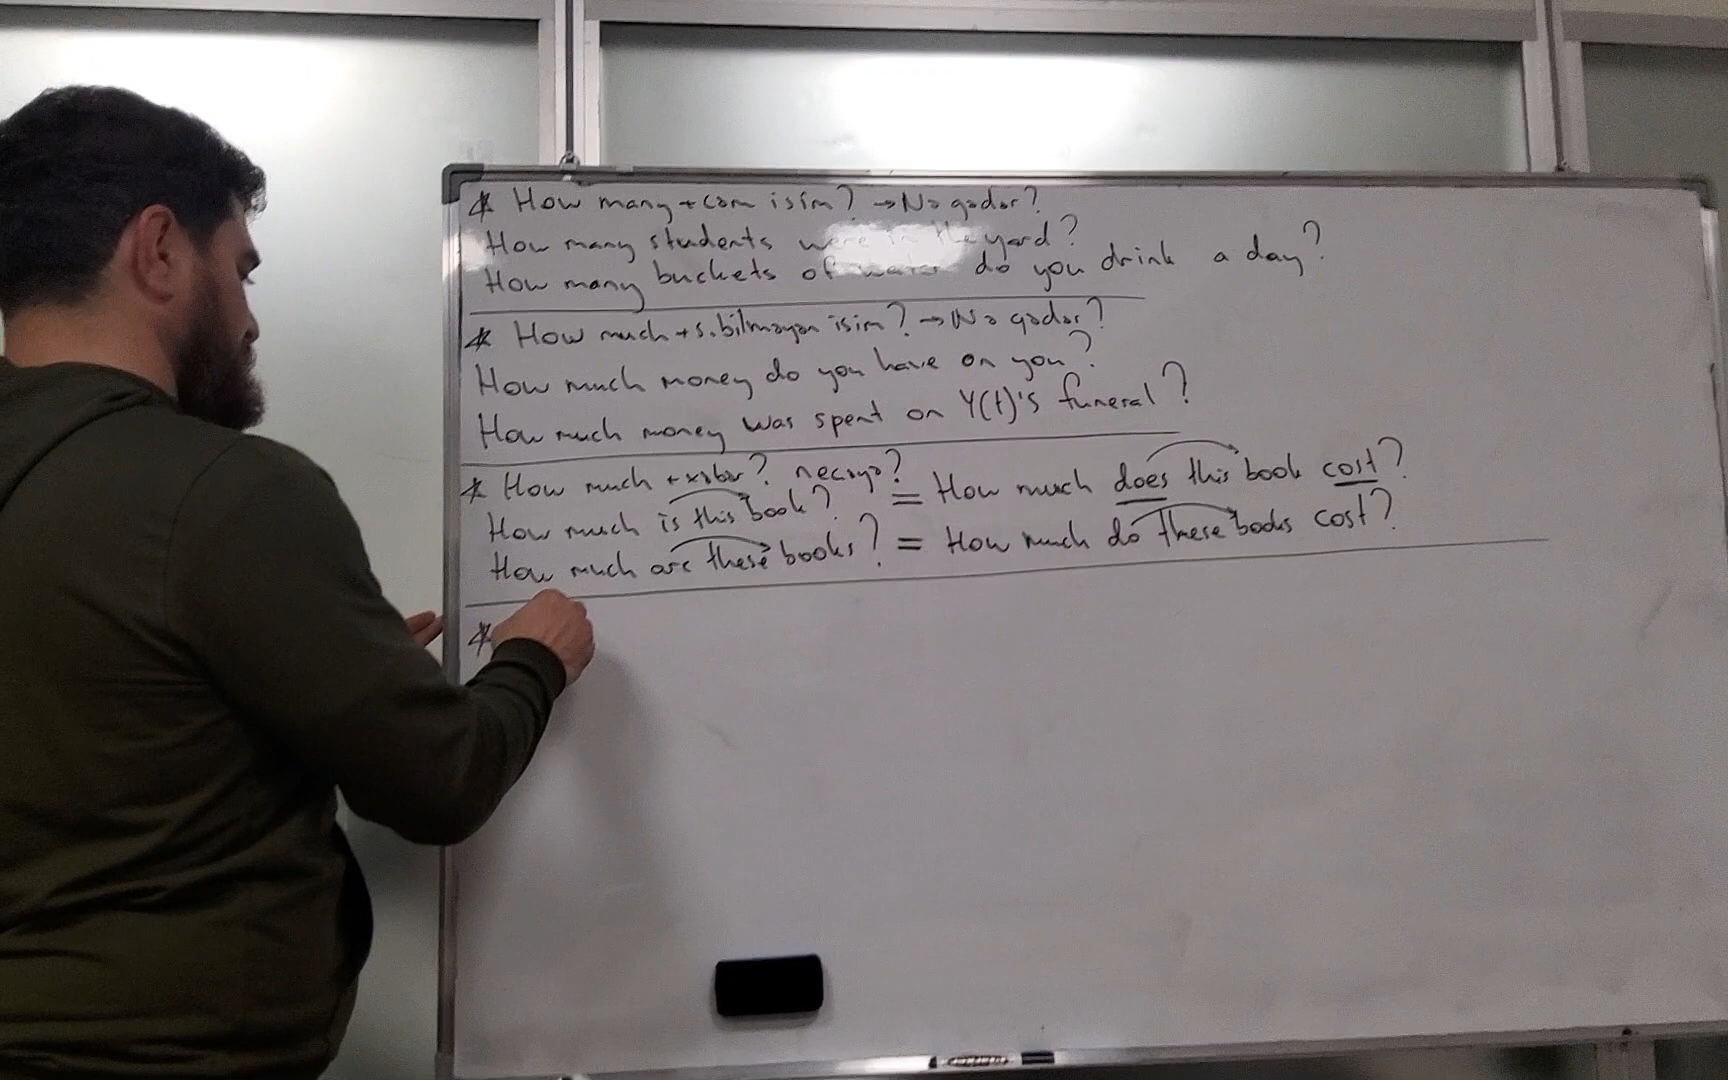 * How many + cəm isim? → Nə qədər?
How many students were in the yard?
How many buckets of water do you drink a day?
* How much + s.bilməyən isim? → Nə qədər?
How much money do you have on you?
How much money was spent on Y(t)'s funeral?
* How much + xəbər? neçəyə? = How much does this book cost?
How much is this book?
How much are these books? = How much do these books cost?
*